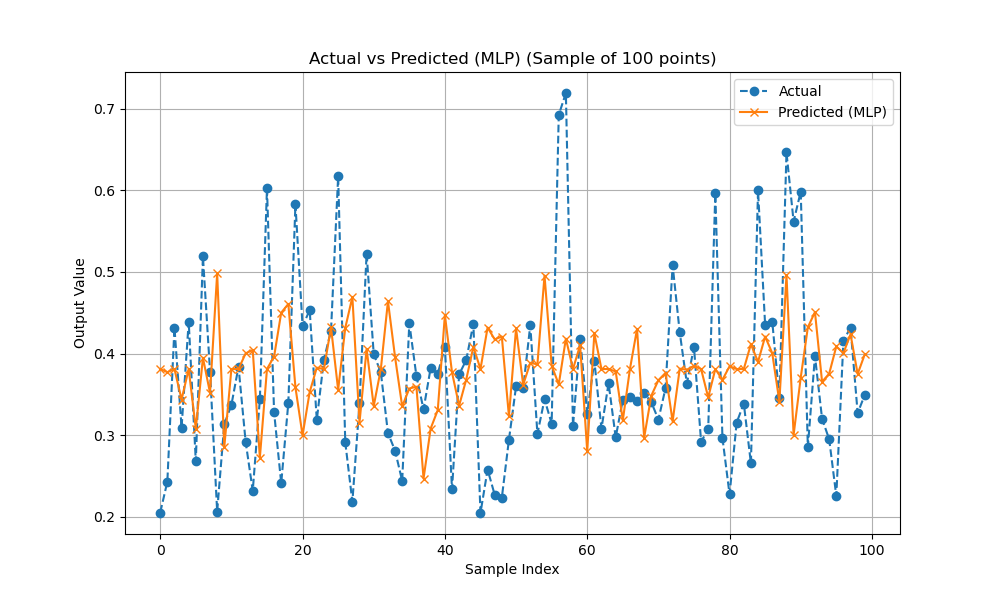 Actual vs Predicted (MLP) (Sample of 100 points)
Actual
Predicted (MLP)
0.7
0.6
0.5
0.4
0.3
0.2
Output Value
0 20 40 60 80 100
Sample Index